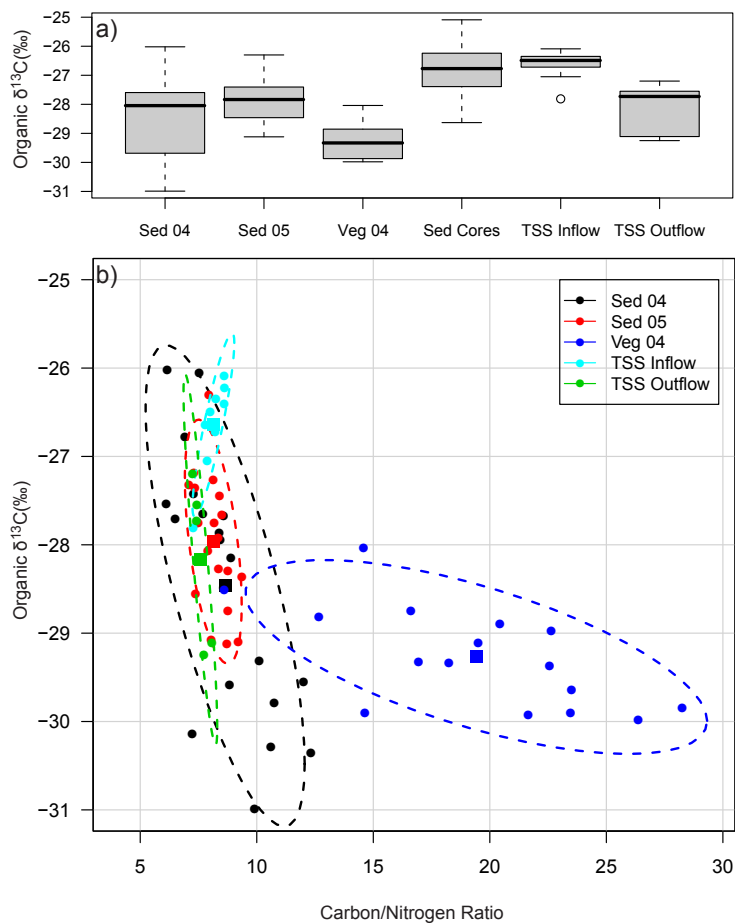 a)
Organic δ¹³C(‰)
−25
−26
−27
−28
−29
−30
−31
Sed 04 Sed 05 Veg 04 Sed Cores TSS Inflow TSS Outflow
b)
Organic δ¹³C(‰)
−25
−26
−27
−28
−29
−30
−31
Sed 04
Sed 05
Veg 04
TSS Inflow
TSS Outflow
5 10 15 20 25 30
Carbon/Nitrogen Ratio